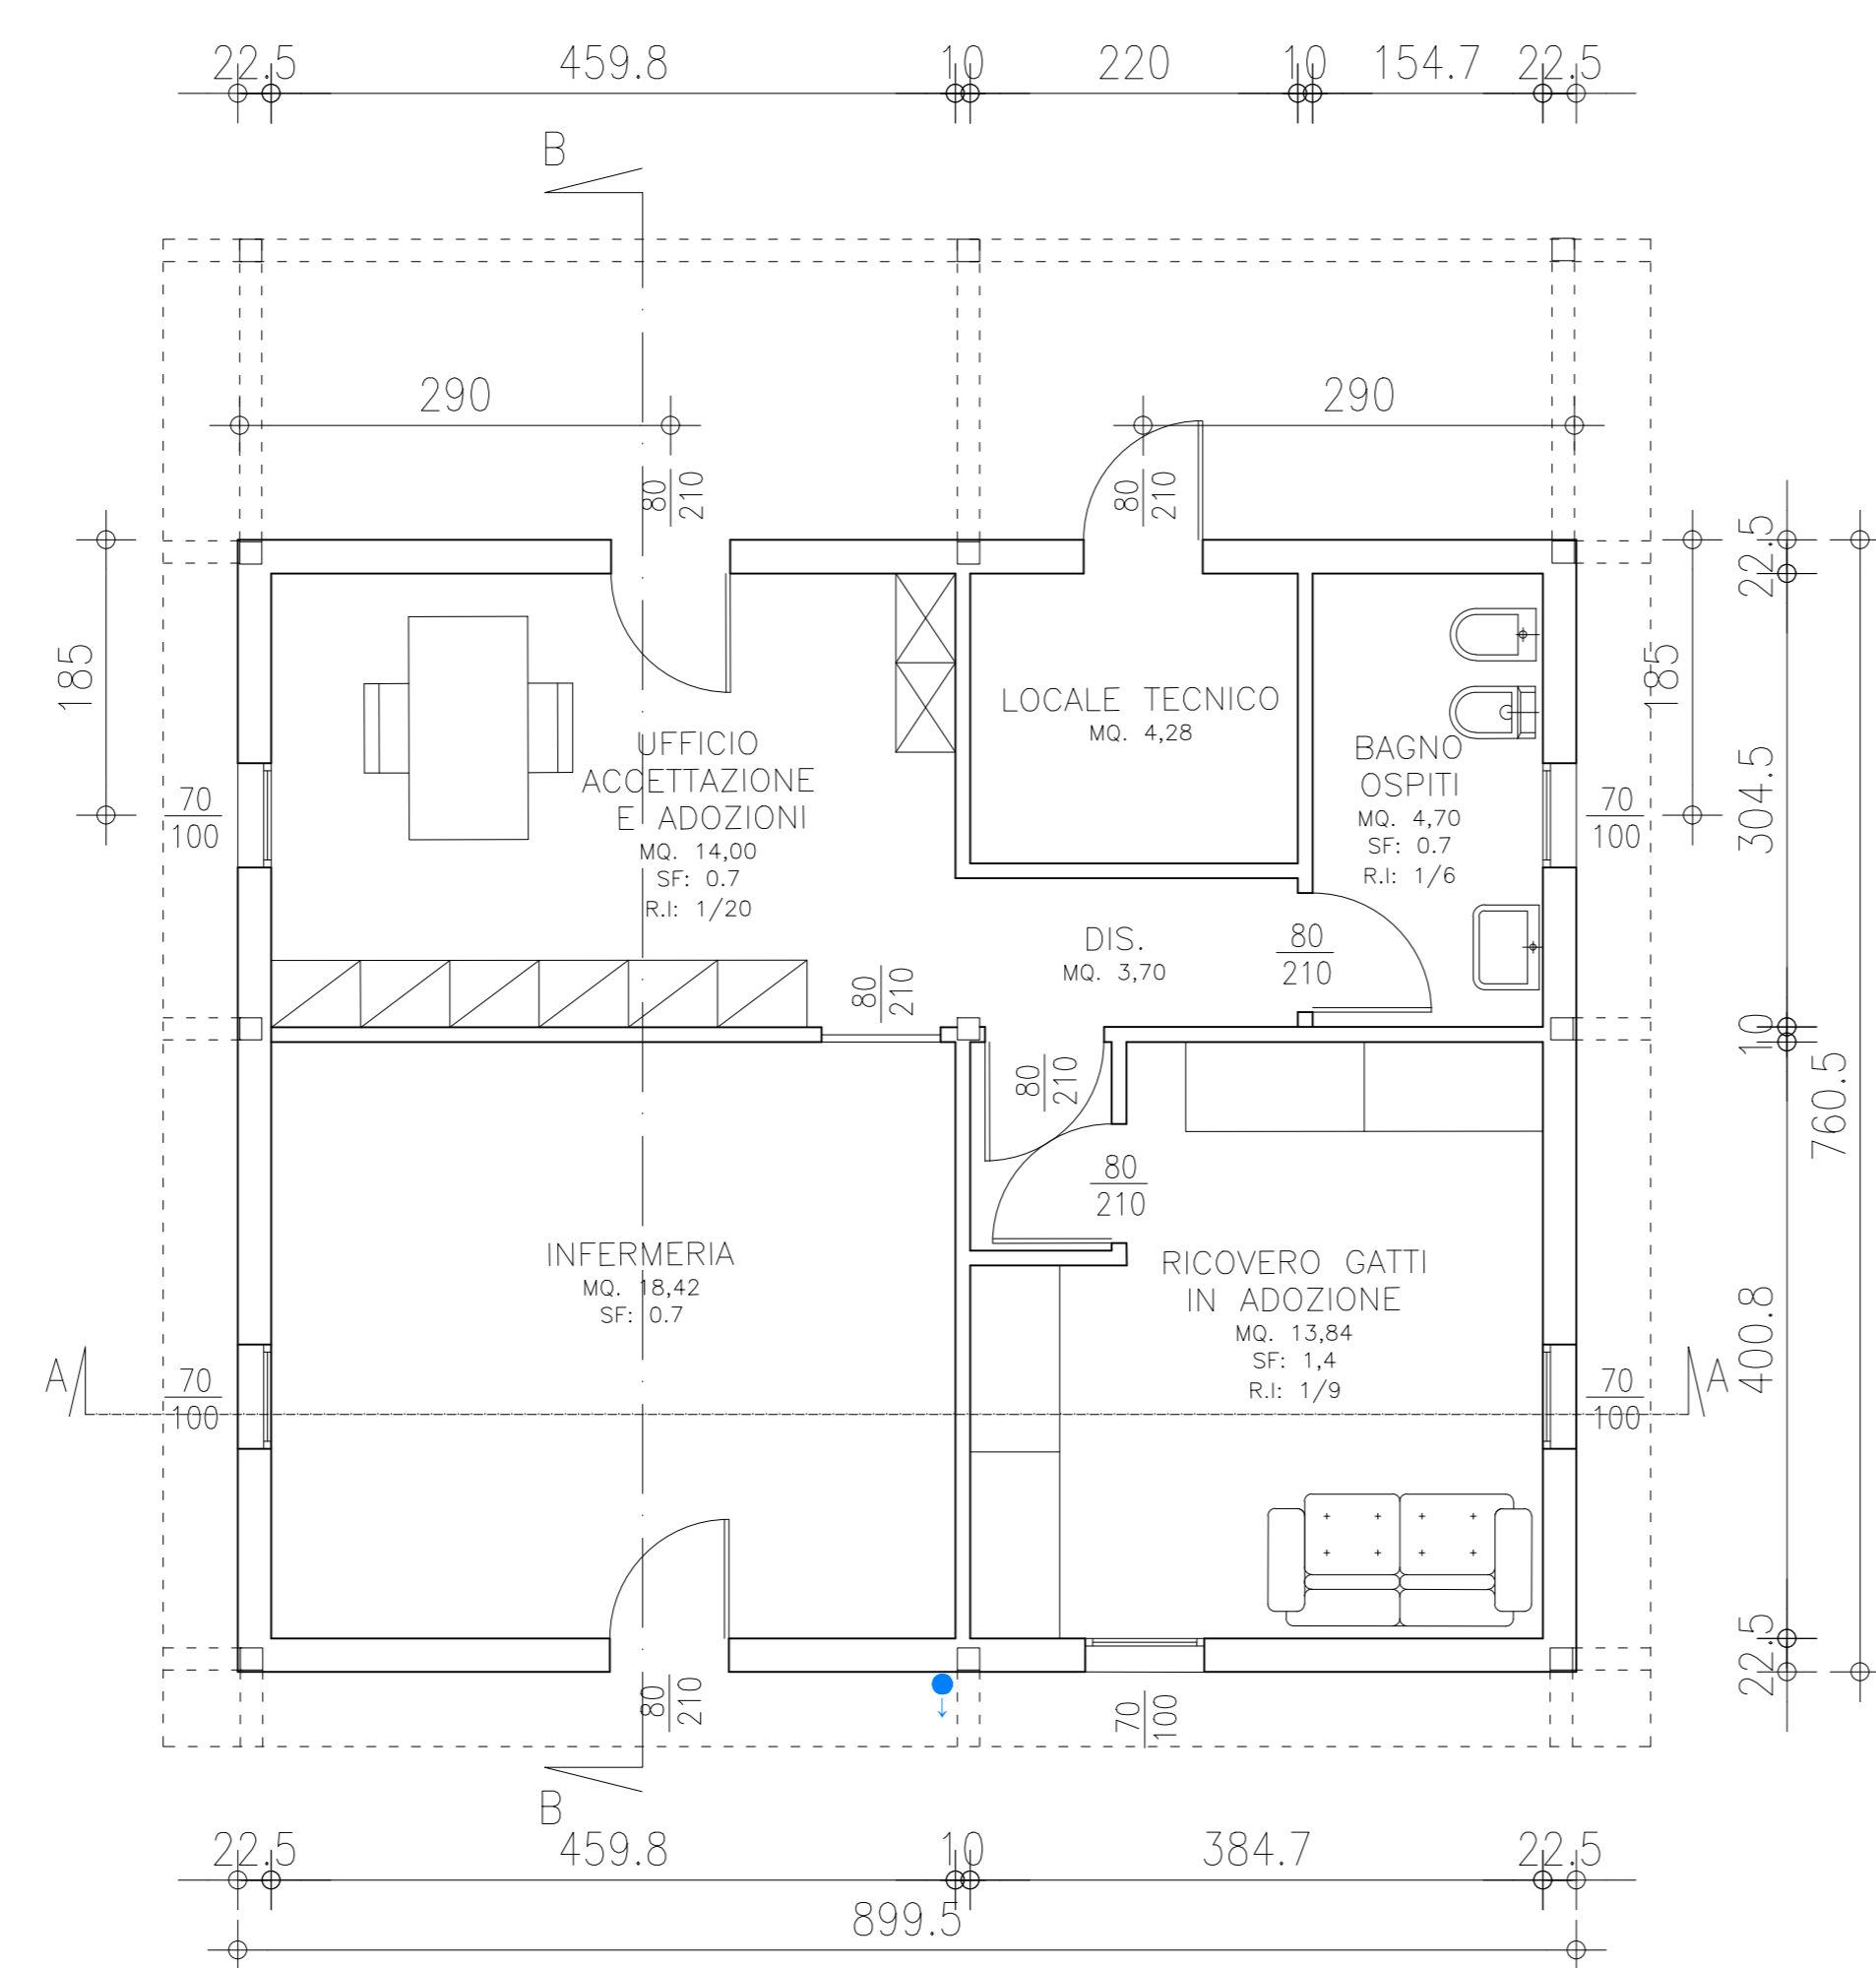 22.5 459.8 10 220 10 154.7 22.5
B
290 290
80
210
80
210
22.5
185
185
304.5
LOCALE TECNICO
MQ. 4,28
UFFICIO
ACCETTAZIONE
E ADOZIONI
MQ. 14,00
SF: 0.7
R.I: 1/20
BAGNO
OSPITI
MQ. 4,70
SF: 0.7
R.I: 1/6
70
100
70
100
DIS.
MQ. 3,70
80
210
80
210
10
760.5
80
210
80
210
INFERMERIA
MQ. 18,42
SF: 0.7
RICOVERO GATTI
IN ADOZIONE
MQ. 13,84
SF: 1,4
R.I: 1/9
400.8
A
70
100
70
100
A
22.5
80
210
70
100
B
22.5 459.8 10 384.7 22.5
899.5